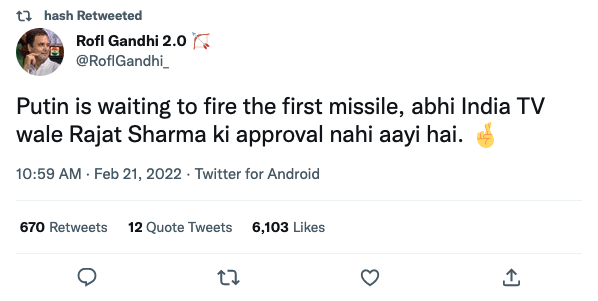 hash Retweeted
Rofl Gandhi 2.0 🏹
@RoflGandhi_
Putin is waiting to fire the first missile, abhi India TV
wale Rajat Sharma ki approval nahi aayi hai. 🤞
10:59 AM · Feb 21, 2022 · Twitter for Android
670 Retweets 12 Quote Tweets 6,103 Likes